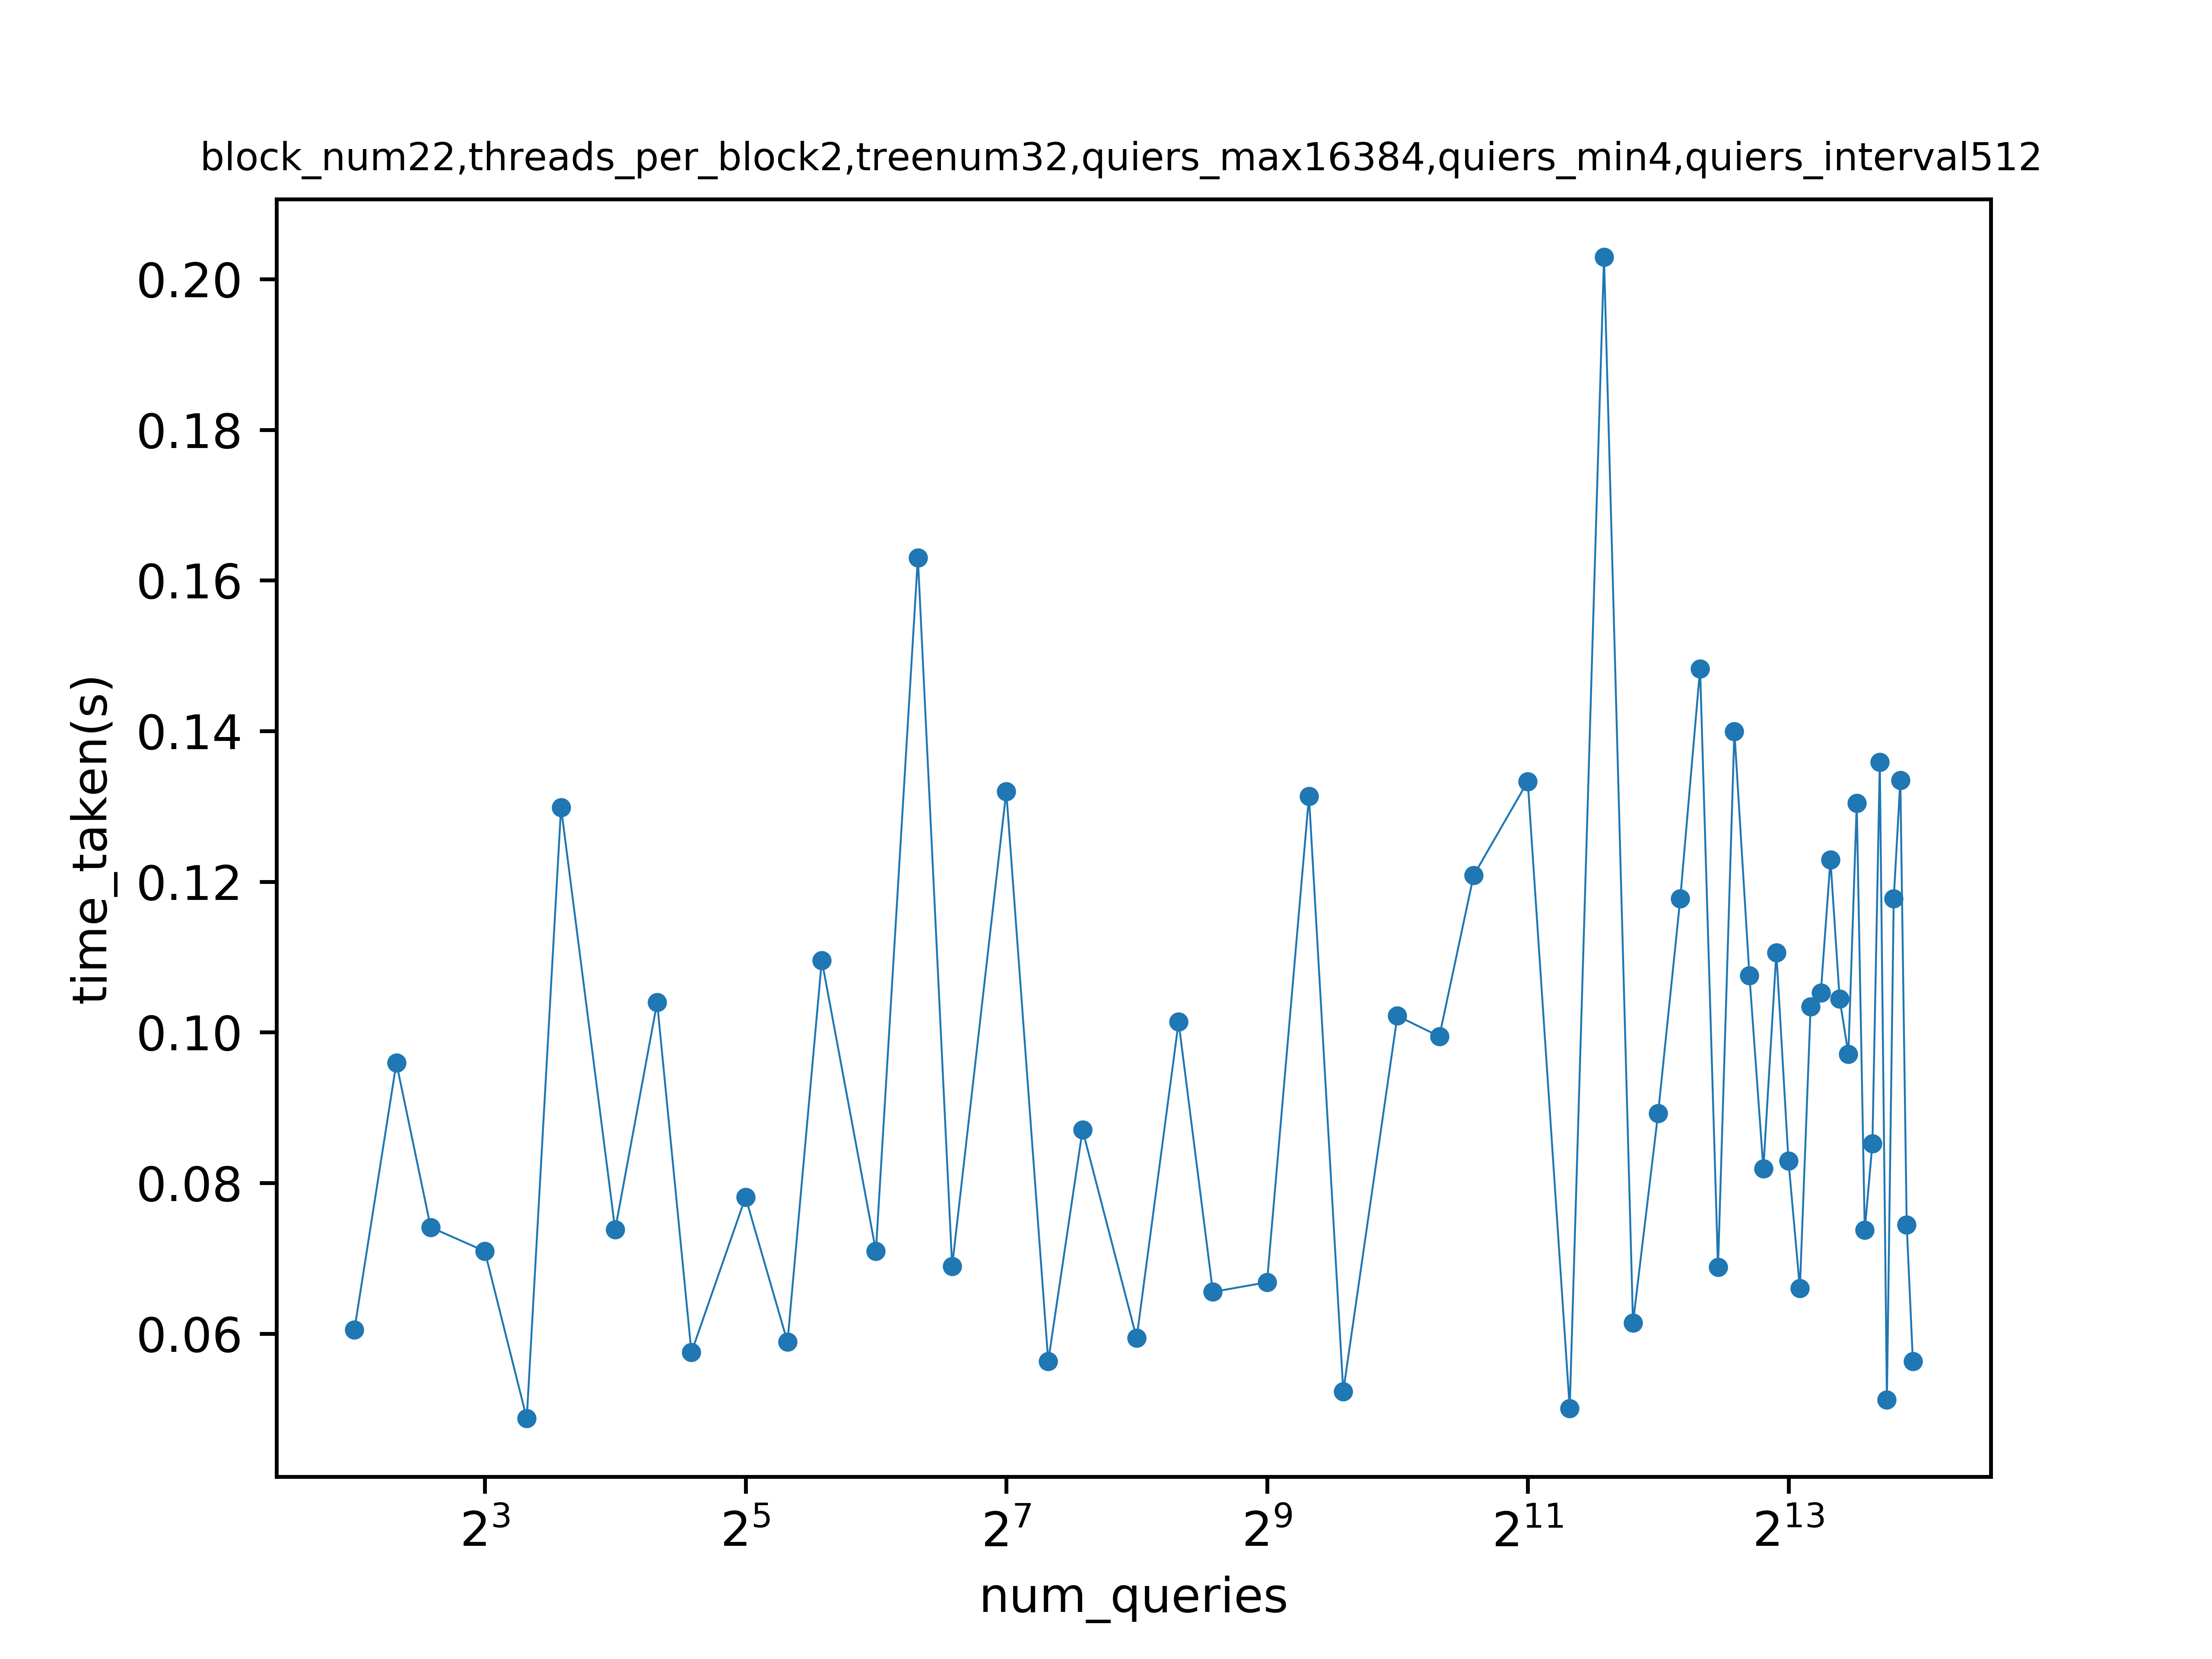 block_num22,threads_per_block2,treenum32,quiers_max16384,quiers_min4,quiers_interval512
0.20
0.18
0.16
0.14
0.12
0.10
0.08
0.06
time_taken(s)
2^3 2^5 2^7 2^9 2^11 2^13
num_queries